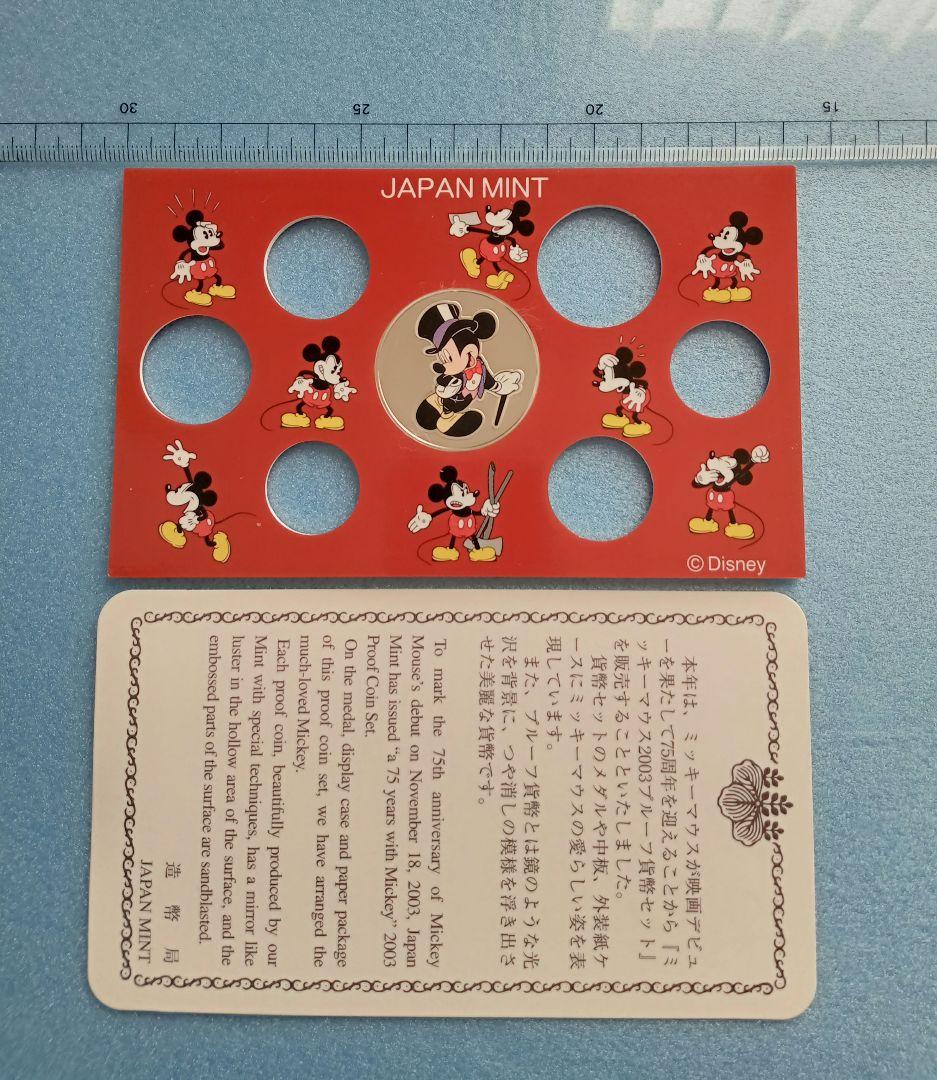 30
25
20
15
JAPAN MINT
© Disney
本年は、ミッキーマウスが映画デビュ
ーを果たして75周年を迎えることから『ミ
ッキーマウス2003プルーフ貨幣セット』
を販売することといたしました。
貨幣セットのメダルや中板、外装紙ケ
ースにミッキーマウスの愛らしい姿を表
現しています。
また、プルーフ貨幣とは鏡のような光
沢を背景に、つや消しの模様を浮き出さ
せた美麗な貨幣です。
To mark the 75th anniversary of Mickey
Mouse's debut on November 18, 2003, Japan
Mint has issued “a 75 years with Mickey” 2003
Proof Coin Set.
On the medal, display case and paper package
of this proof coin set, we have arranged the
much-loved Mickey.
Each proof coin, beautifully produced by our
Mint with special techniques, has a mirror like
luster in the hollow area of the surface, and the
embossed parts of the surface are sandblasted.
造幣局
JAPAN MINT